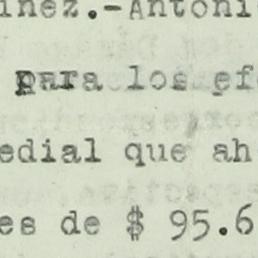 inez.-Antoni
para los ef
edial que ah
es de $ 95.6